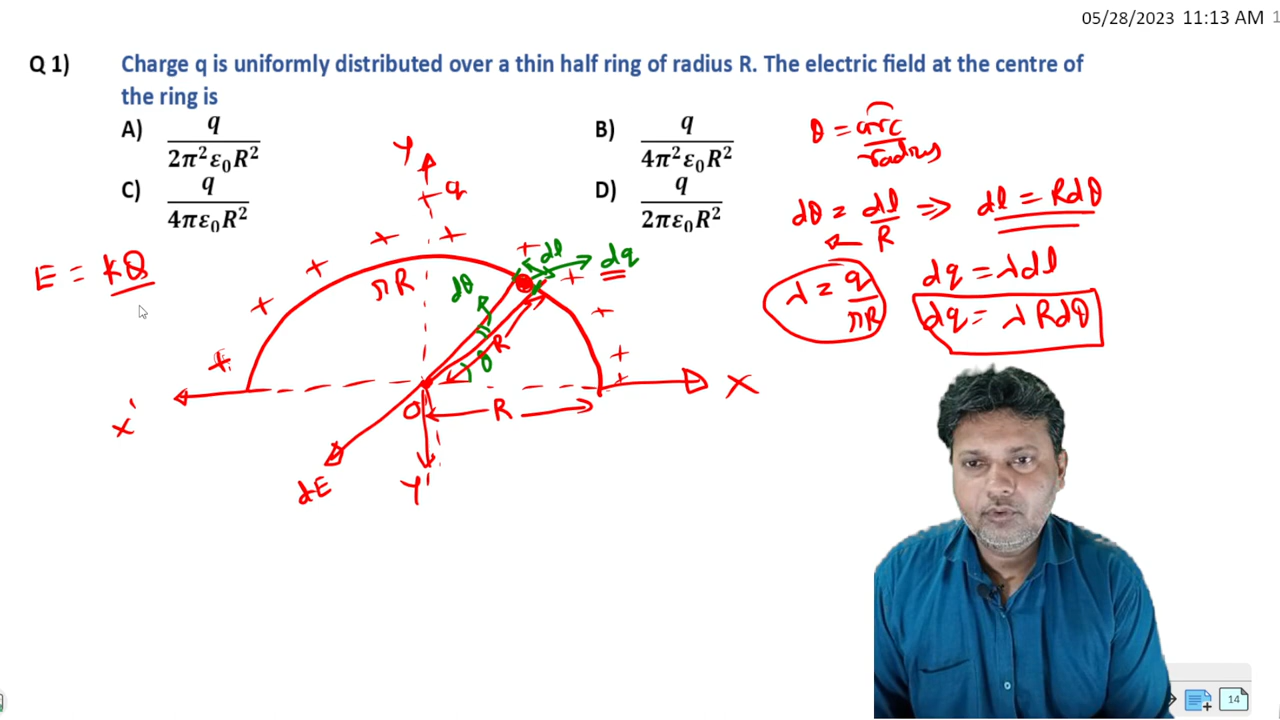 05/28/2023 11:13 AM 1
Q 1) Charge q is uniformly distributed over a thin half ring of radius R. The electric field at the centre of
the ring is
A) q / 2π²ε₀R²
B) q / 4π²ε₀R²
C) q / 4πε₀R²
D) q / 2πε₀R²
θ = arc / radius
dθ = dl / R ⇒ dl = Rdθ
λ = q / πR
dq = λdl
dq = λRdθ
E = kQ
Y
+q
+ + + + + + + + + +
πR
dl
dq
dθ
R
R
θ
X'
O
R
X
dE
Y'
14